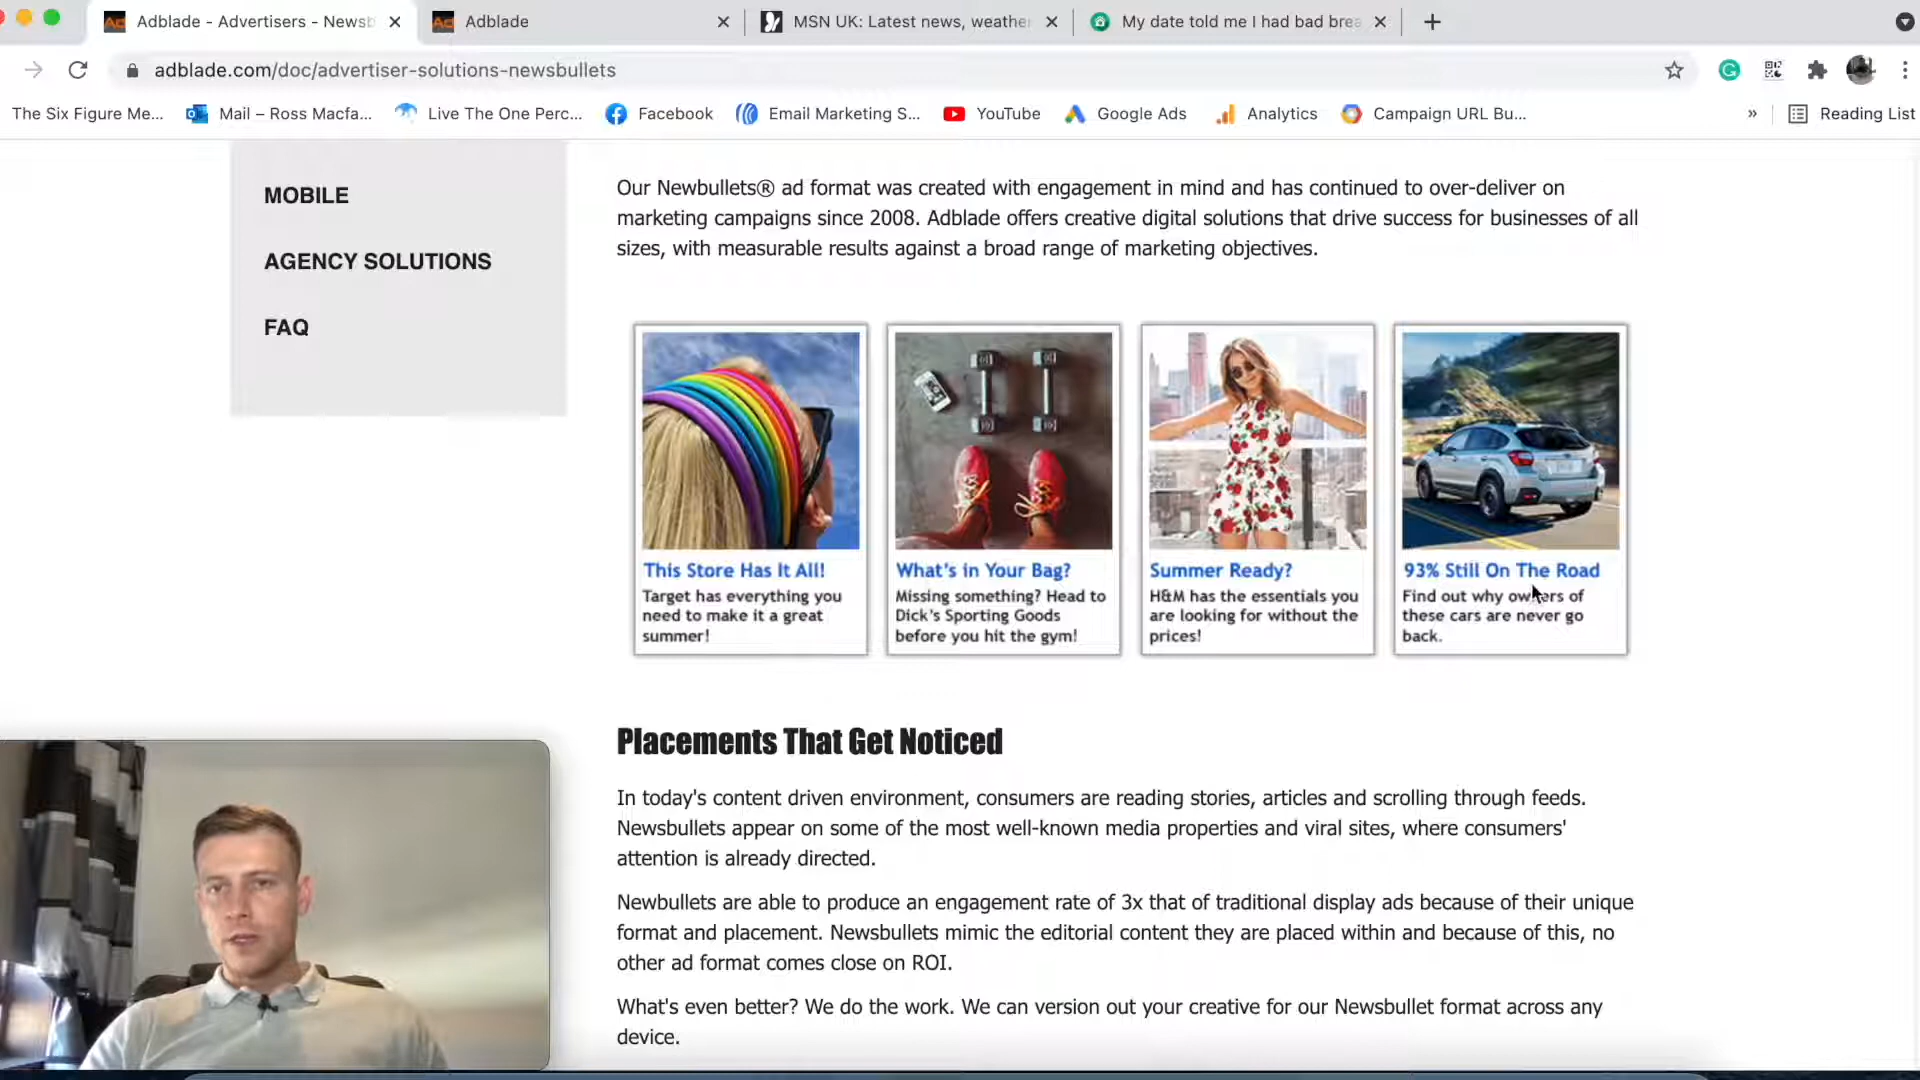 Adblade - Advertisers - Newsb
Adblade
MSN UK: Latest news, weather
My date told me I had bad brea
adblade.com/doc/advertiser-solutions-newsbullets
The Six Figure Me...
Mail – Ross Macfa...
Live The One Perc...
Facebook
Email Marketing S...
YouTube
Google Ads
Analytics
Campaign URL Bu...
»
Reading List
MOBILE
AGENCY SOLUTIONS
FAQ
Our Newbullets® ad format was created with engagement in mind and has continued to over-deliver on
marketing campaigns since 2008. Adblade offers creative digital solutions that drive success for businesses of all
sizes, with measurable results against a broad range of marketing objectives.
This Store Has It All!
Target has everything you
need to make it a great
summer!
What's in Your Bag?
Missing something? Head to
Dick's Sporting Goods
before you hit the gym!
Summer Ready?
H&M has the essentials you
are looking for without the
prices!
93% Still On The Road
Find out why owners of
these cars are never go
back.
Placements That Get Noticed
In today's content driven environment, consumers are reading stories, articles and scrolling through feeds.
Newsbullets appear on some of the most well-known media properties and viral sites, where consumers'
attention is already directed.
Newbullets are able to produce an engagement rate of 3x that of traditional display ads because of their unique
format and placement. Newsbullets mimic the editorial content they are placed within and because of this, no
other ad format comes close on ROI.
What's even better? We do the work. We can version out your creative for our Newsbullet format across any
device.